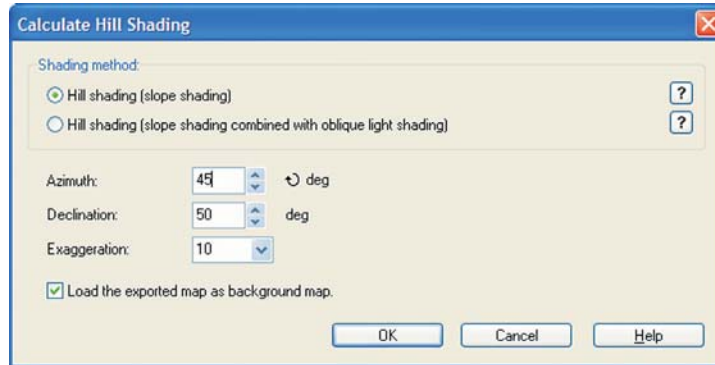 Calculate Hill Shading
Shading method:
Hill shading (slope shading)
?
Hill shading (slope shading combined with oblique light shading)
?
Azimuth: 45 deg
Declination: 50 deg
Exaggeration: 10
Load the exported map as background map.
OK Cancel Help